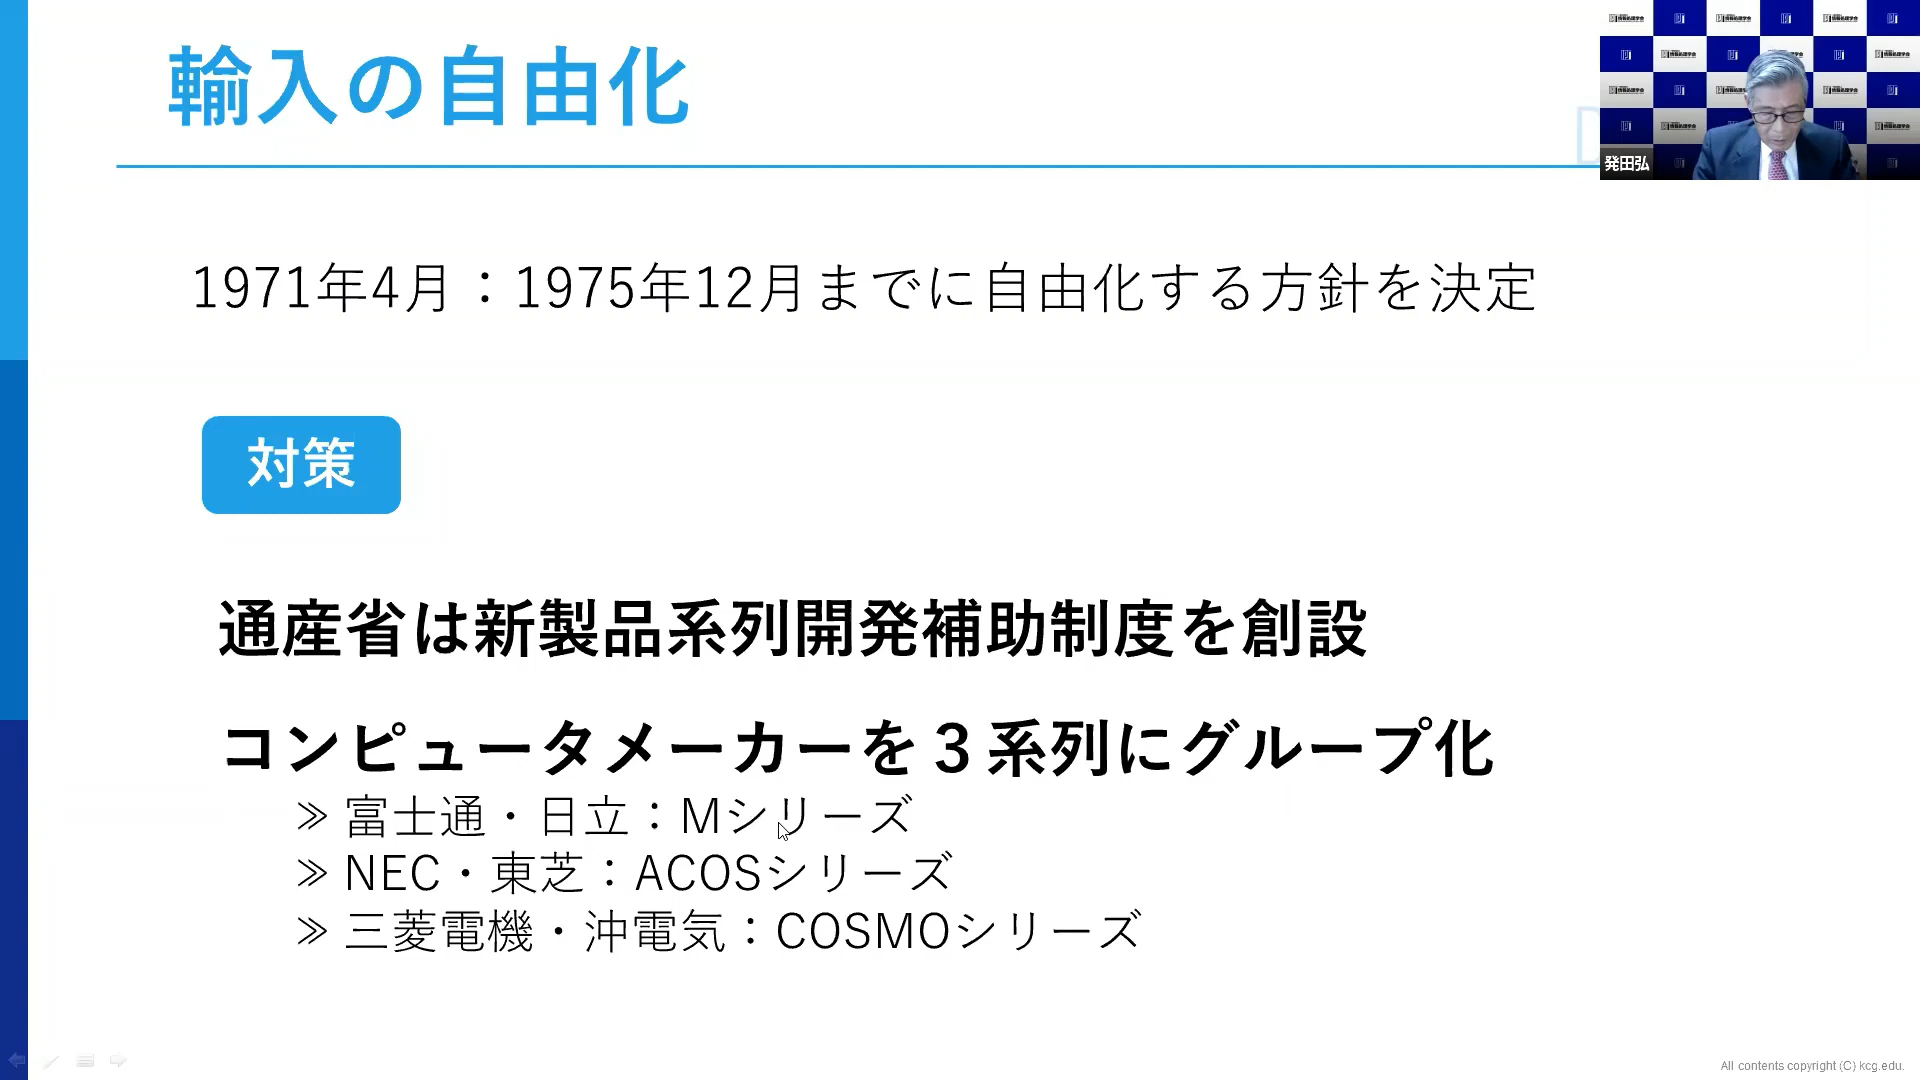 輸入の自由化
発田弘
1971年4月：1975年12月までに自由化する方針を決定
対策
通産省は新製品系列開発補助制度を創設
コンピュータメーカーを３系列にグループ化
≫ 富士通・日立：Mシリーズ
≫ NEC・東芝：ACOSシリーズ
≫ 三菱電機・沖電気：COSMOシリーズ
All contents copyright (C) kcg.edu.